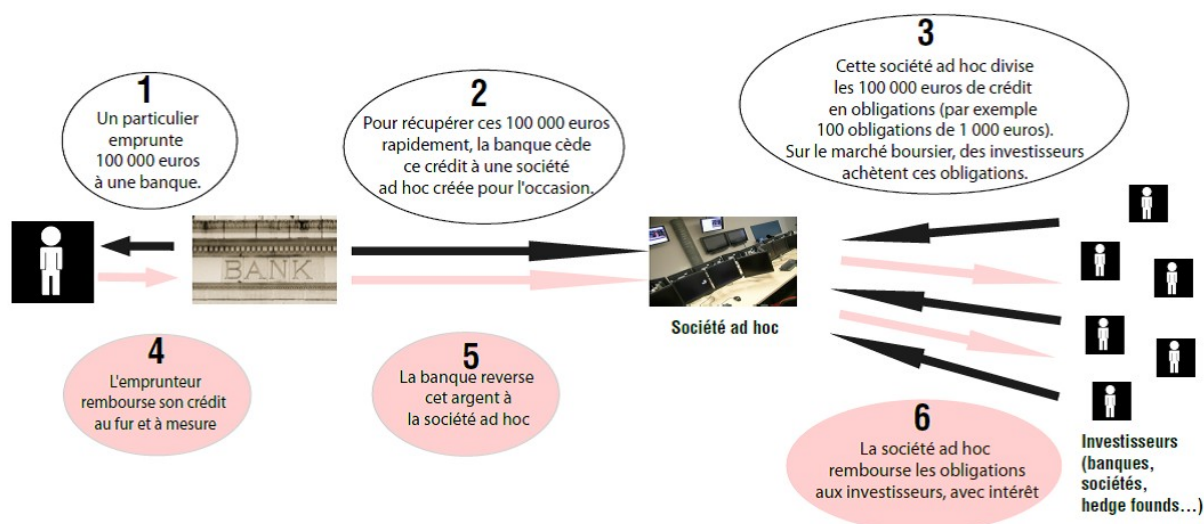 1
Un particulier
emprunte
100 000 euros
à une banque.
2
Pour récupérer ces 100 000 euros
rapidement, la banque cède
ce crédit à une société
ad hoc créée pour l'occasion.
3
Cette société ad hoc divise
les 100 000 euros de crédit
en obligations (par exemple
100 obligations de 1 000 euros).
Sur le marché boursier, des investisseurs
achètent ces obligations.
BANK
Société ad hoc
4
L'emprunteur
rembourse son crédit
au fur et à mesure
5
La banque reverse
cet argent à
la société ad hoc
6
La société ad hoc
rembourse les obligations
aux investisseurs, avec intérêt
Investisseurs
(banques,
sociétés,
hedge founds…)